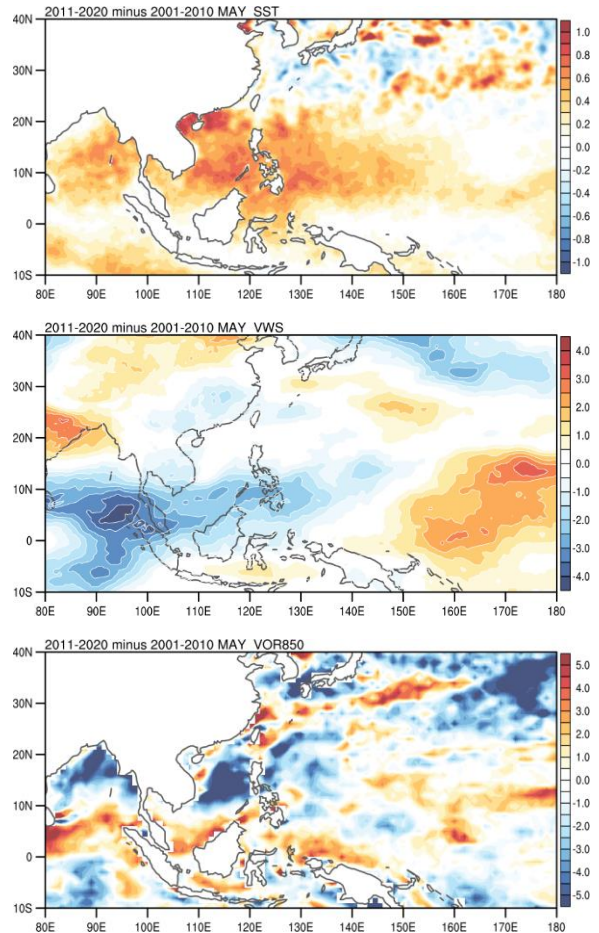 2011-2020 minus 2001-2010 MAY SST
40N
30N
20N
10N
0
10S
80E 90E 100E 110E 120E 130E 140E 150E 160E 170E 180
1.0
0.8
0.6
0.4
0.2
0.0
-0.2
-0.4
-0.6
-0.8
-1.0
2011-2020 minus 2001-2010 MAY VWS
40N
30N
20N
10N
0
10S
80E 90E 100E 110E 120E 130E 140E 150E 160E 170E 180
4.0
3.0
2.0
1.0
0.0
-1.0
-2.0
-3.0
-4.0
2011-2020 minus 2001-2010 MAY VOR850
40N
30N
20N
10N
0
10S
80E 90E 100E 110E 120E 130E 140E 150E 160E 170E 180
5.0
4.0
3.0
2.0
1.0
0.0
-1.0
-2.0
-3.0
-4.0
-5.0